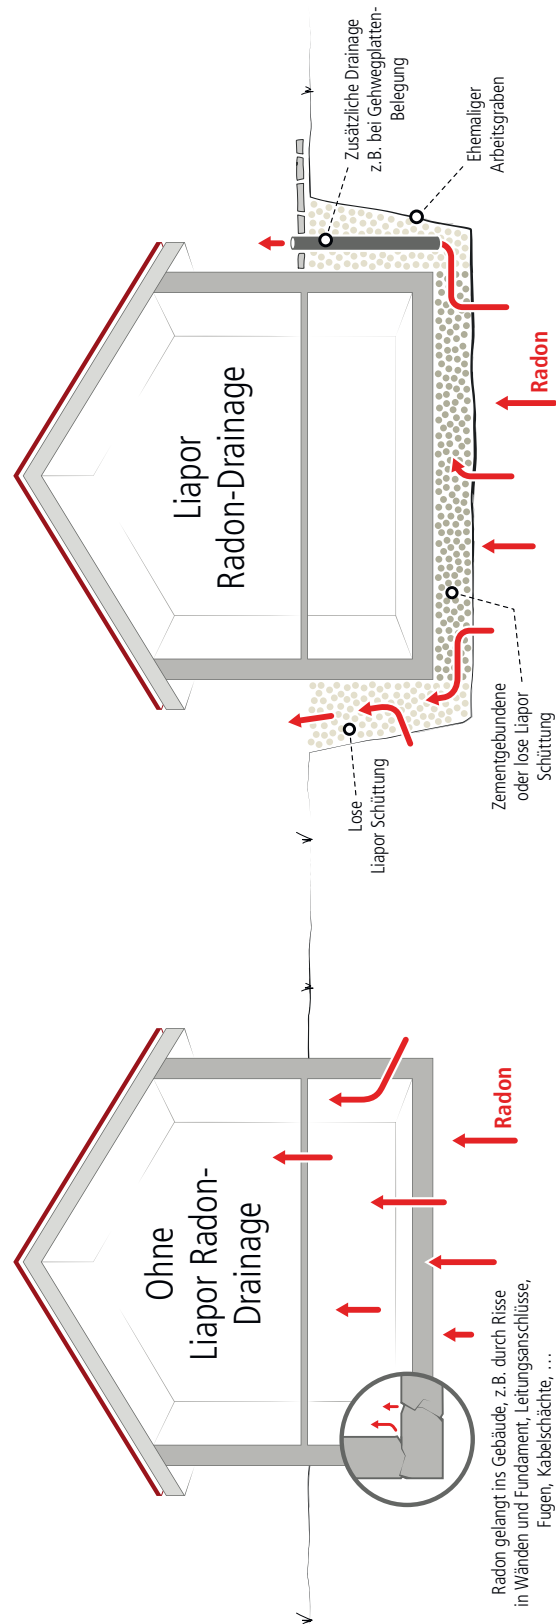 Ohne
Liapor Radon-
Drainage
Radon
Radon gelangt ins Gebäude, z.B. durch Risse
in Wänden und Fundament, Leitungsanschlüsse,
Fugen, Kabelschächte, …
Liapor
Radon-Drainage
Zusätzliche Drainage
z.B. bei Gehwegplatten-
Belegung
Ehemaliger
Arbeitsgraben
Lose
Liapor Schüttung
Radon
Zementgebundene
oder lose Liapor
Schüttung